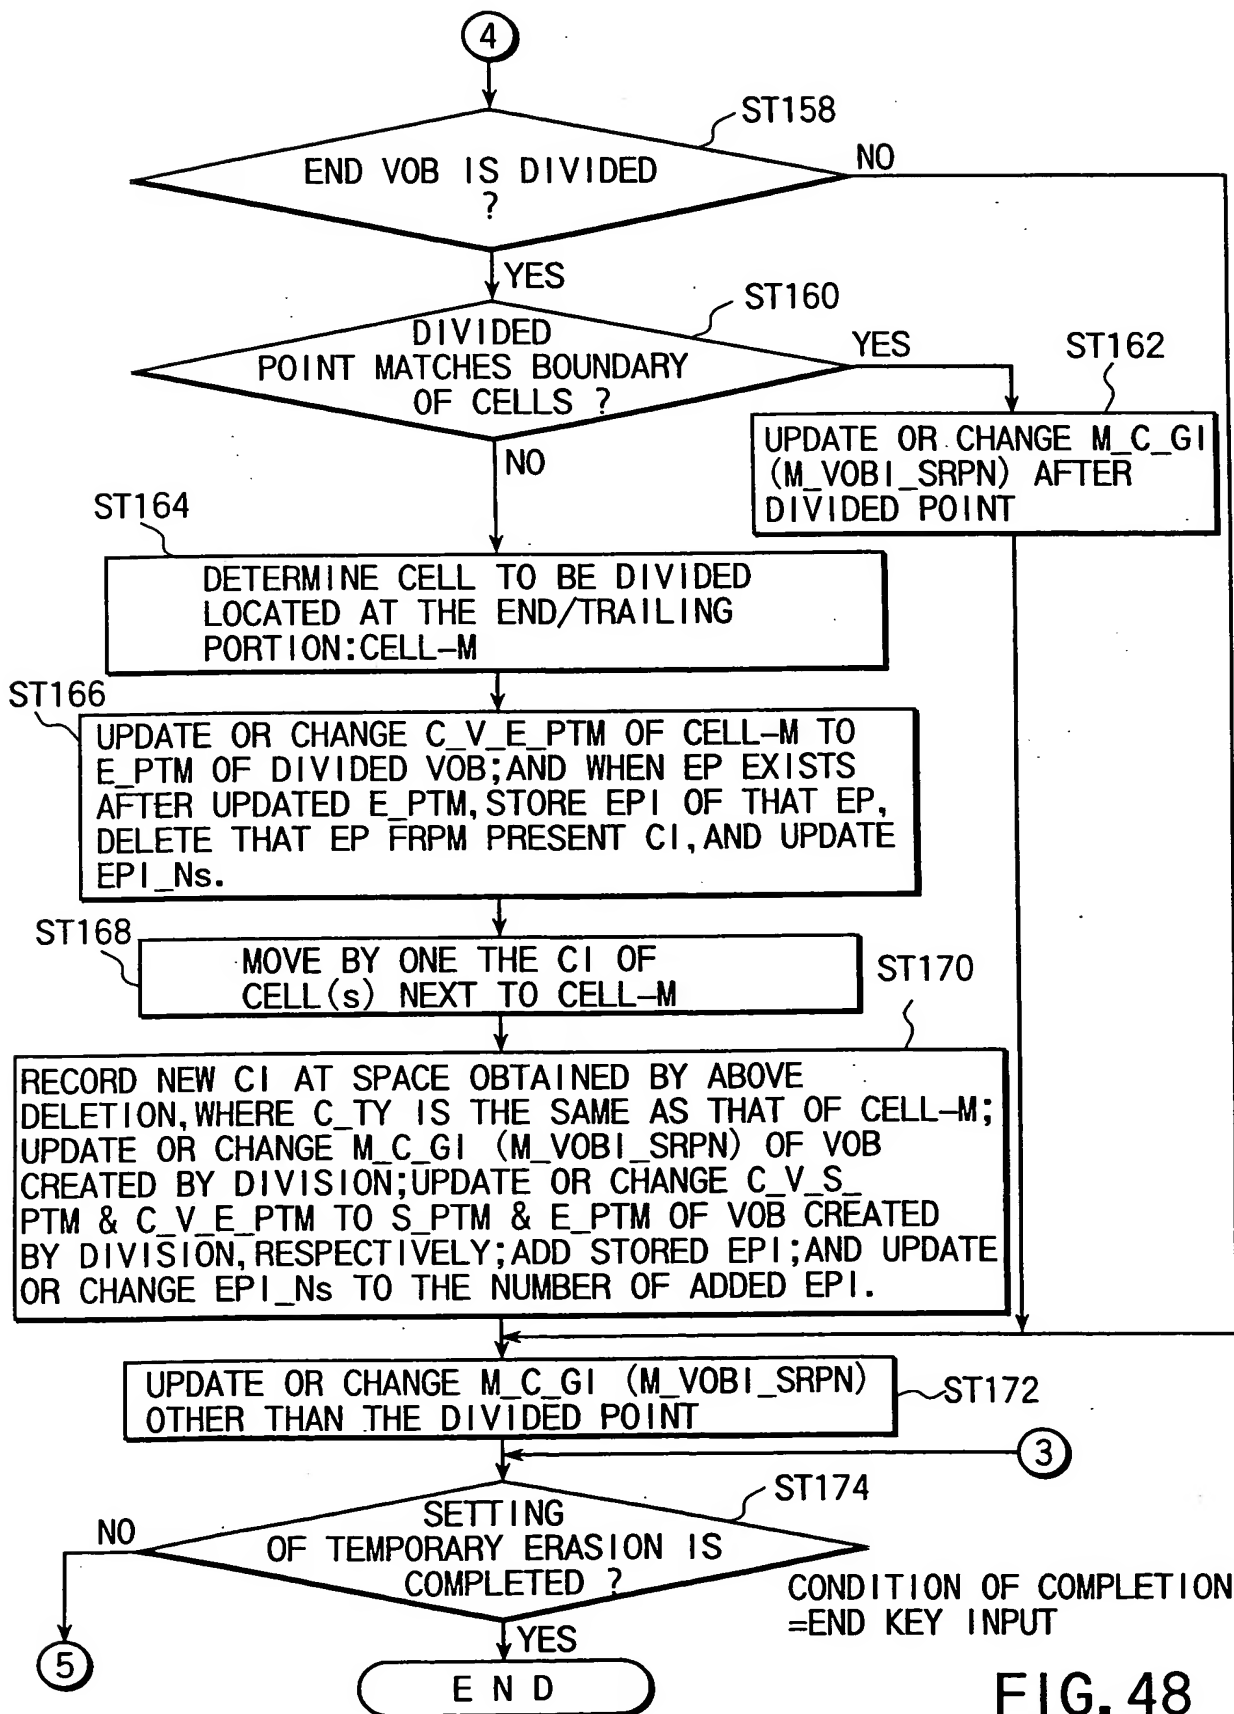 4
ST158
END VOB IS DIVIDED
?
NO
YES
ST160
DIVIDED
POINT MATCHES BOUNDARY
OF CELLS ?
YES
ST162
UPDATE OR CHANGE M_C_GI
(M_VOBI_SRPN) AFTER
DIVIDED POINT
NO
ST164
DETERMINE CELL TO BE DIVIDED
LOCATED AT THE END/TRAILING
PORTION:CELL-M
ST166
UPDATE OR CHANGE C_V_E_PTM OF CELL-M TO
E_PTM OF DIVIDED VOB;AND WHEN EP EXISTS
AFTER UPDATED E_PTM,STORE EPI OF THAT EP,
DELETE THAT EP FRPM PRESENT CI,AND UPDATE
EPI_Ns.
ST168
MOVE BY ONE THE CI OF
CELL(s) NEXT TO CELL-M
ST170
RECORD NEW CI AT SPACE OBTAINED BY ABOVE
DELETION,WHERE C_TY IS THE SAME AS THAT OF CELL-M;
UPDATE OR CHANGE M_C_GI (M_VOBI_SRPN) OF VOB
CREATED BY DIVISION;UPDATE OR CHANGE C_V_S_
PTM & C_V_E_PTM TO S_PTM & E_PTM OF VOB CREATED
BY DIVISION,RESPECTIVELY;ADD STORED EPI;AND UPDATE
OR CHANGE EPI_Ns TO THE NUMBER OF ADDED EPI.
UPDATE OR CHANGE M_C_GI (M_VOBI_SRPN)
OTHER THAN THE DIVIDED POINT
ST172
3
ST174
SETTING
OF TEMPORARY ERASION IS
COMPLETED ?
NO
CONDITION OF COMPLETION
=END KEY INPUT
5
YES
END
FIG. 48